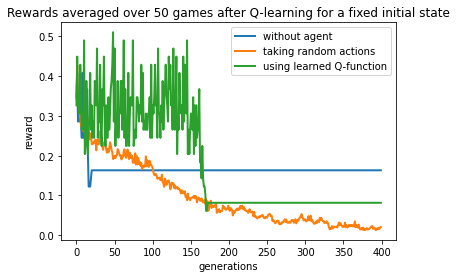 Rewards averaged over 50 games after Q-learning for a fixed initial state
without agent
taking random actions
using learned Q-function
reward
0.5
0.4
0.3
0.2
0.1
0.0
0 50 100 150 200 250 300 350 400
generations